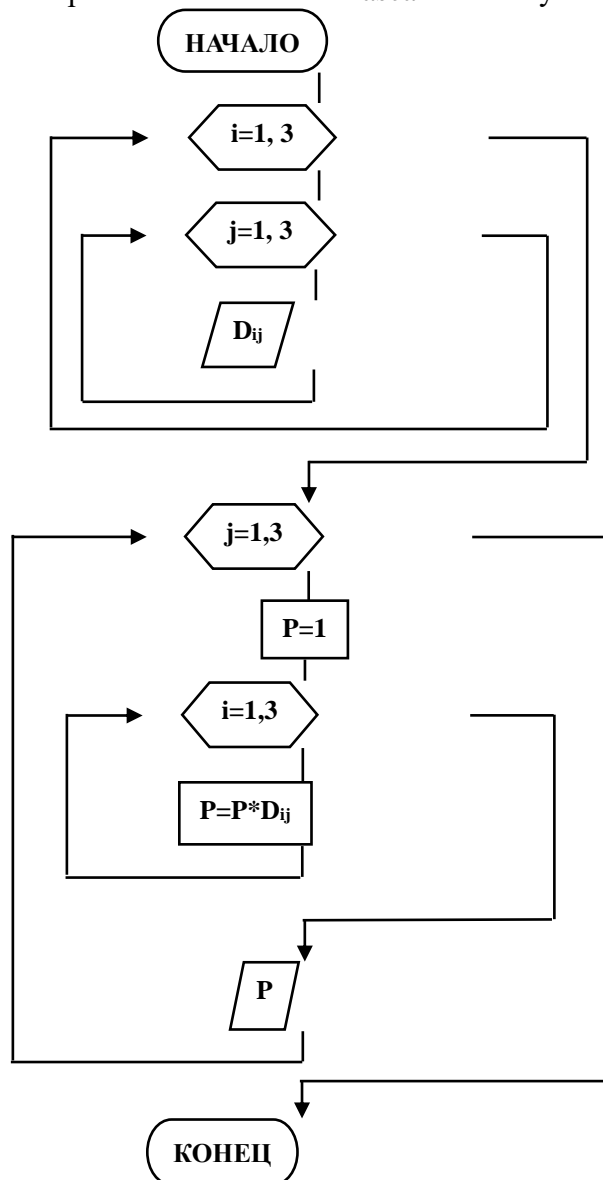 НАЧАЛО
i=1, 3
j=1, 3
Dij
j=1,3
P=1
i=1,3
P=P*Dij
P
КОНЕЦ